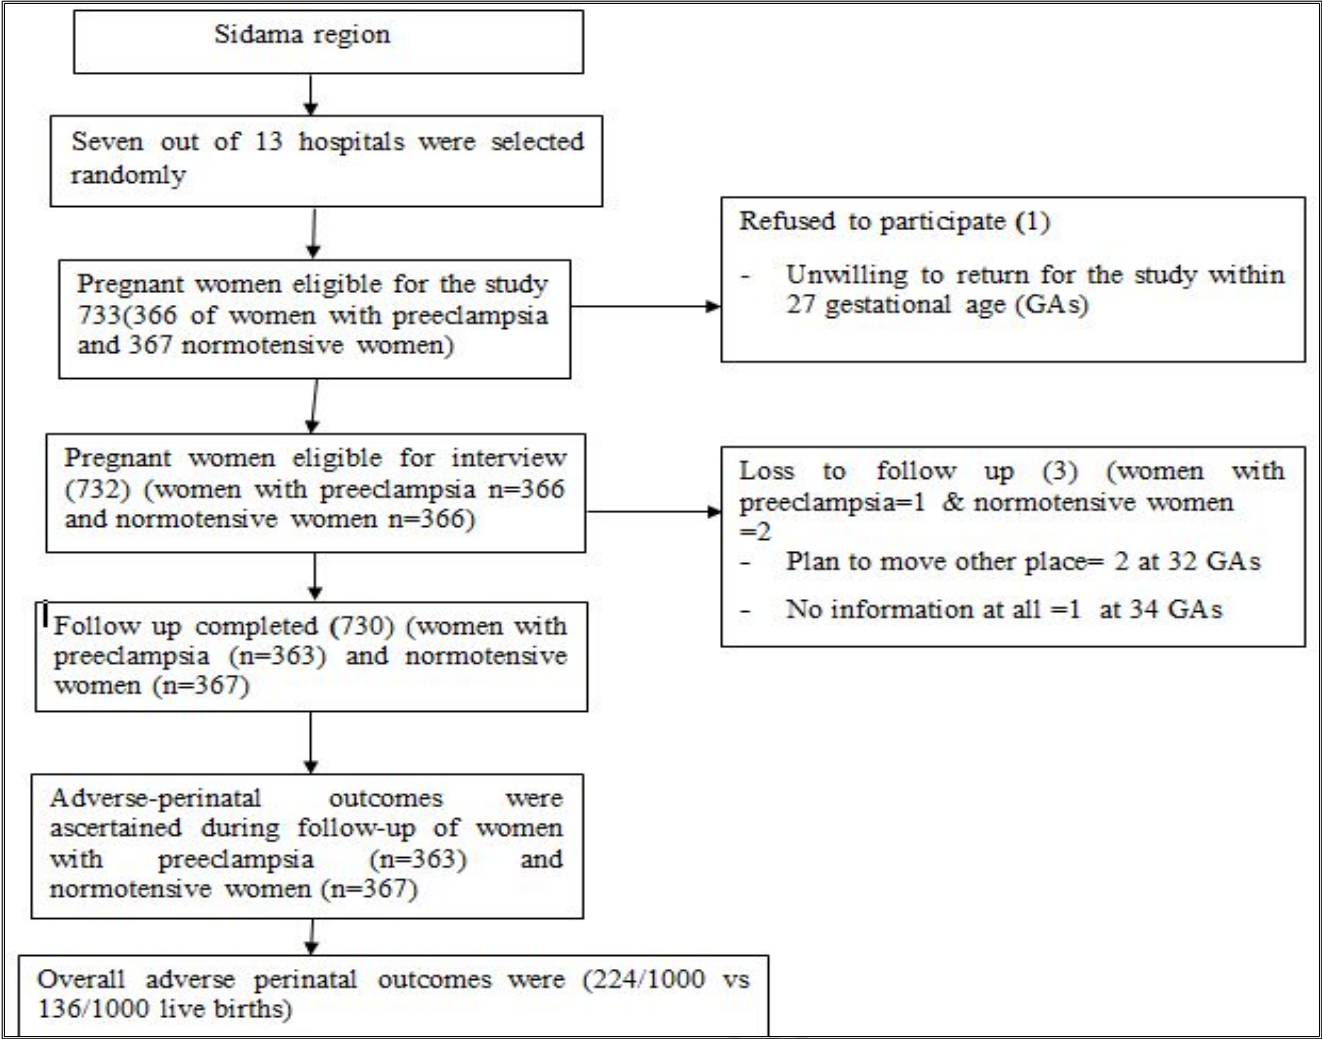 Sidama region
Seven out of 13 hospitals were selected
randomly
Refused to participate (1)
- Unwilling to return for the study within
27 gestational age (GAs)
Pregnant women eligible for the study
733(366 of women with preeclampsia
and 367 normotensive women)
Pregnant women eligible for interview
(732) (women with preeclampsia n=366
and normotensive women n=366)
Loss to follow up (3) (women with
preeclampsia=1 & normotensive women
=2
- Plan to move other place= 2 at 32 GAs
- No information at all =1 at 34 GAs
Follow up completed (730) (women with
preeclampsia (n=363) and normotensive
women (n=367)
Adverse-perinatal outcomes were
ascertained during follow-up of women
with preeclampsia (n=363) and
normotensive women (n=367)
Overall adverse perinatal outcomes were (224/1000 vs
136/1000 live births)